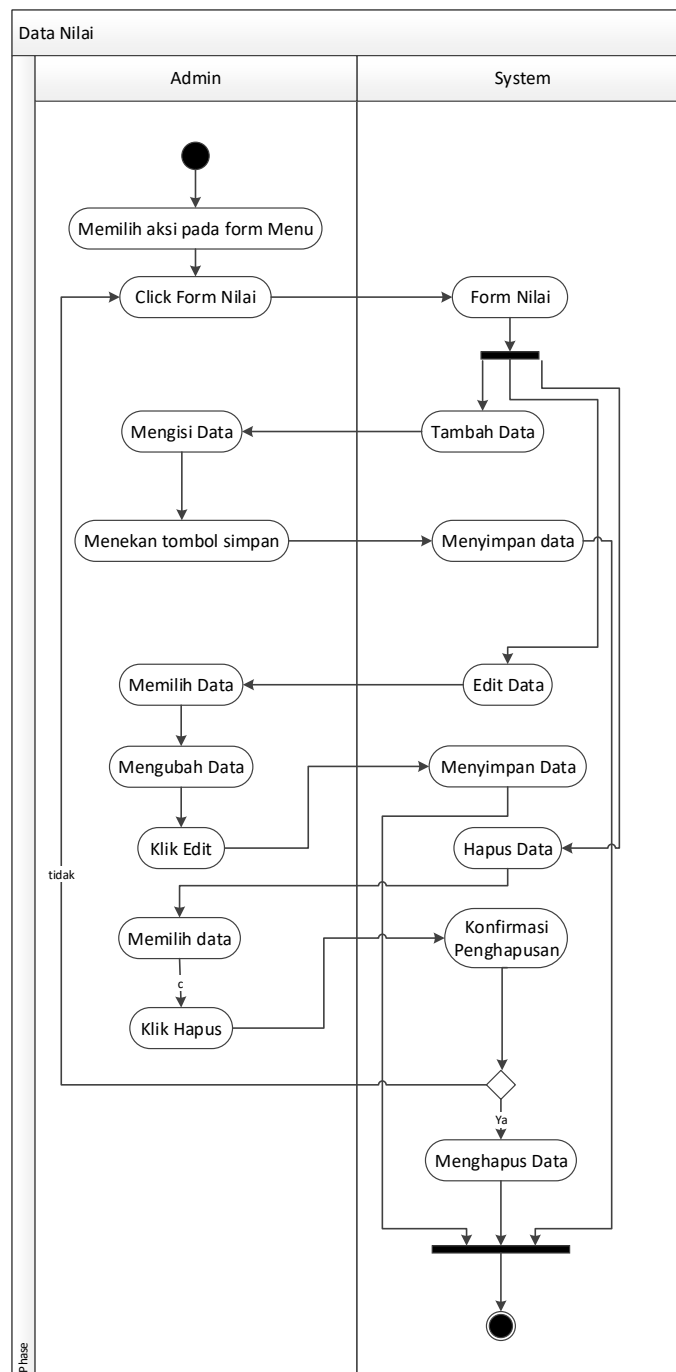 Data Nilai
Admin
System
Memilih aksi pada form Menu
Click Form Nilai
Form Nilai
Mengisi Data
Tambah Data
Menekan tombol simpan
Menyimpan data
Memilih Data
Edit Data
Mengubah Data
Menyimpan Data
Klik Edit
Hapus Data
tidak
Memilih data
Konfirmasi
Penghapusan
c
Klik Hapus
Ya
Menghapus Data
Phase